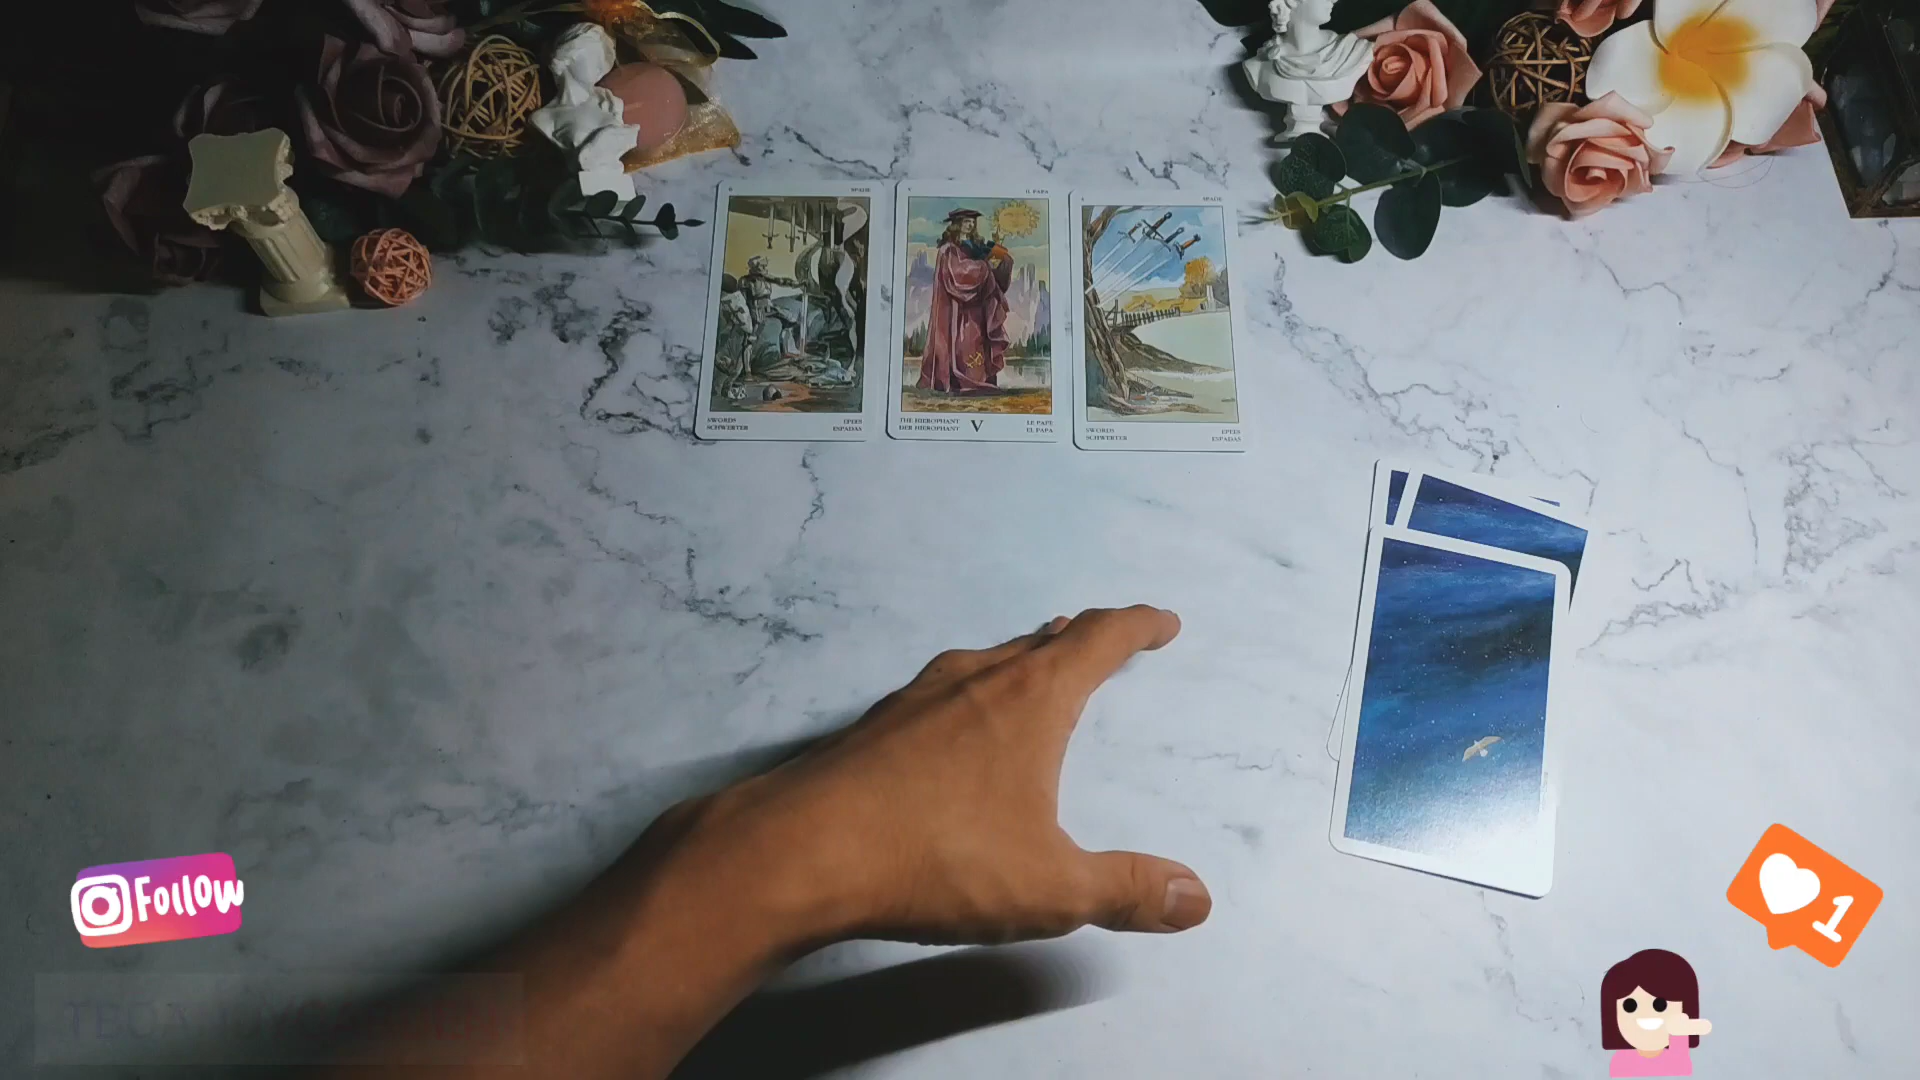 SPADE
IL PAPA
SPADE
SWORDS
SCHWERTER
EPEES
ESPADAS
THE HIEROPHANT
DER HIEROPHANT
V
LE PAPE
EL PAPA
SWORDS
SCHWERTER
EPEES
ESPADAS
Follow
1